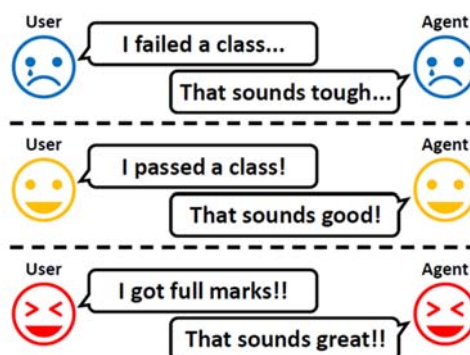 User
Agent
I failed a class...
That sounds tough...
User
Agent
I passed a class!
That sounds good!
User
Agent
I got full marks!!
That sounds great!!